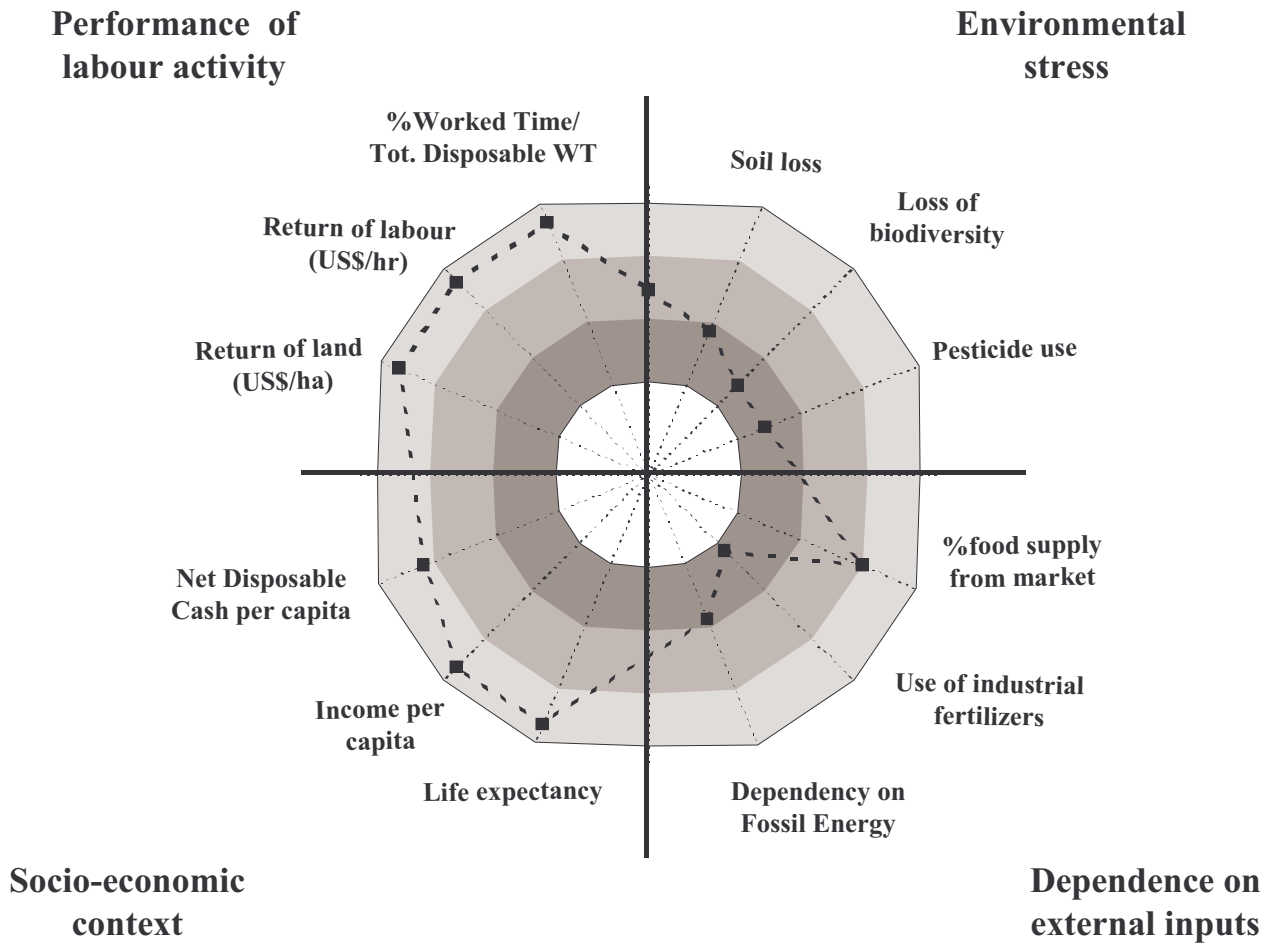 Performance of
labour activity
Environmental
stress
%Worked Time/
Tot. Disposable WT
Soil loss
Loss of
biodiversity
Return of labour
(US$/hr)
Return of land
(US$/ha)
Pesticide use
%food supply
from market
Net Disposable
Cash per capita
Use of industrial
fertilizers
Income per
capita
Life expectancy
Dependency on
Fossil Energy
Socio-economic
context
Dependence on
external inputs